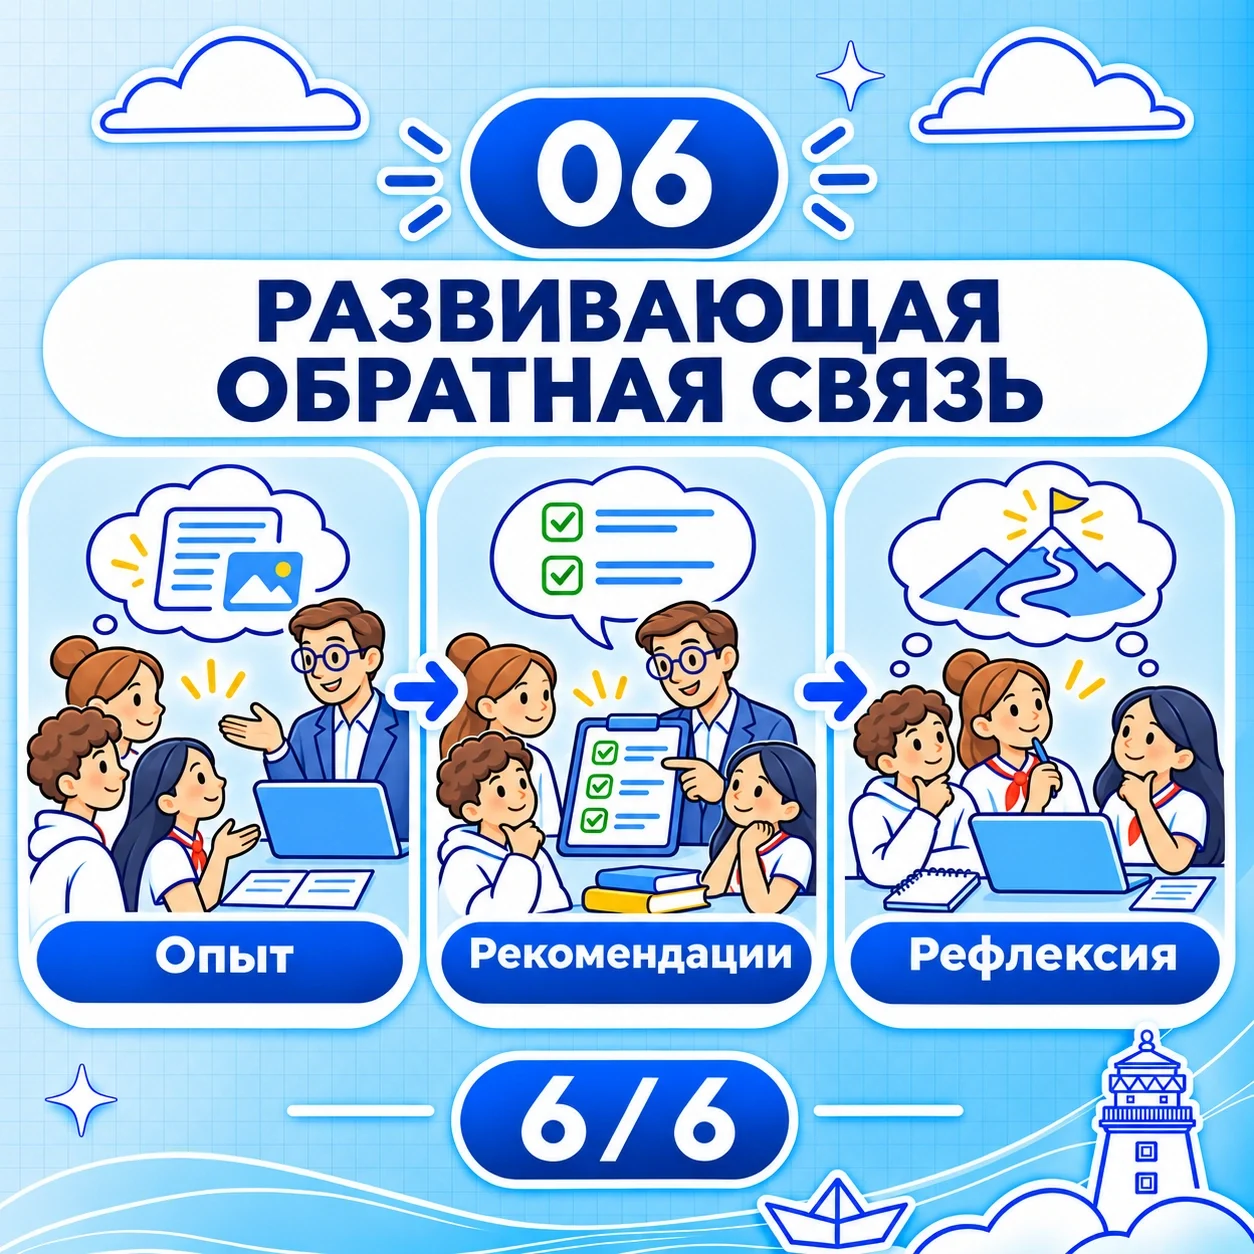 06
РАЗВИВАЮЩАЯ
ОБРАТНАЯ СВЯЗЬ
Опыт
Рекомендации
Рефлексия
6/6